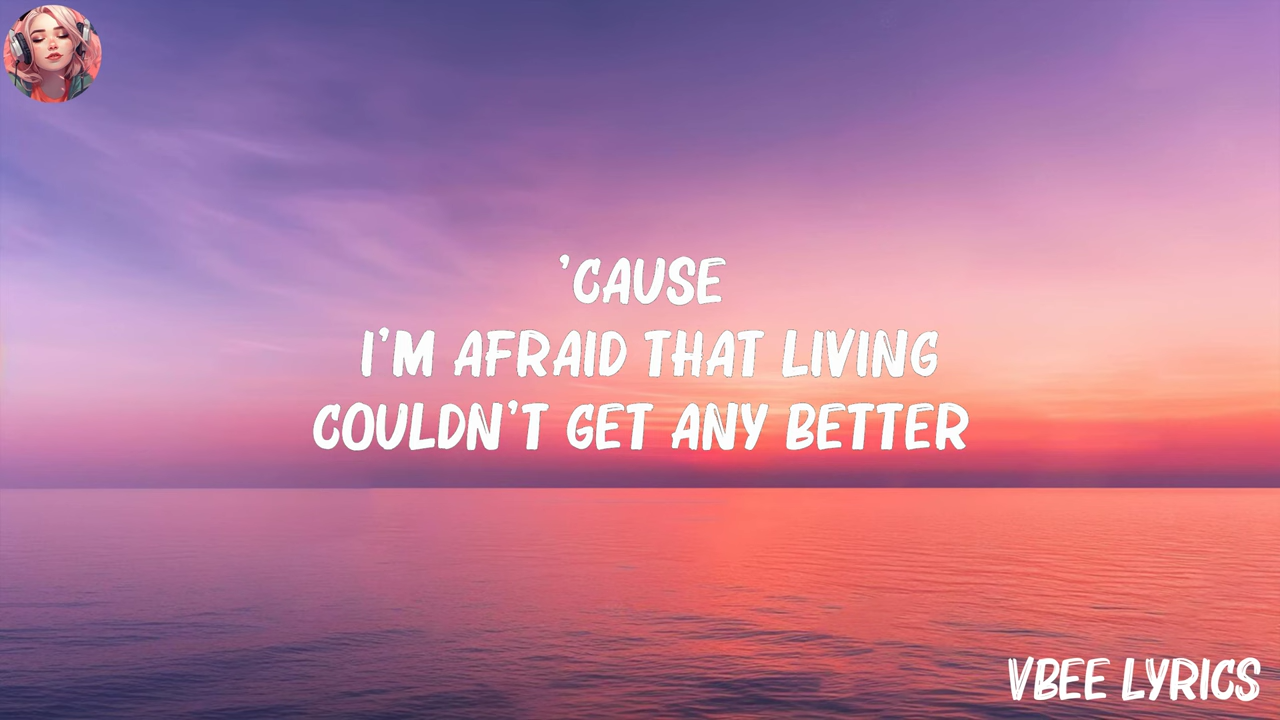 'CAUSE
I'M AFRAID THAT LIVING
COULDN'T GET ANY BETTER
VBEE LYRICS